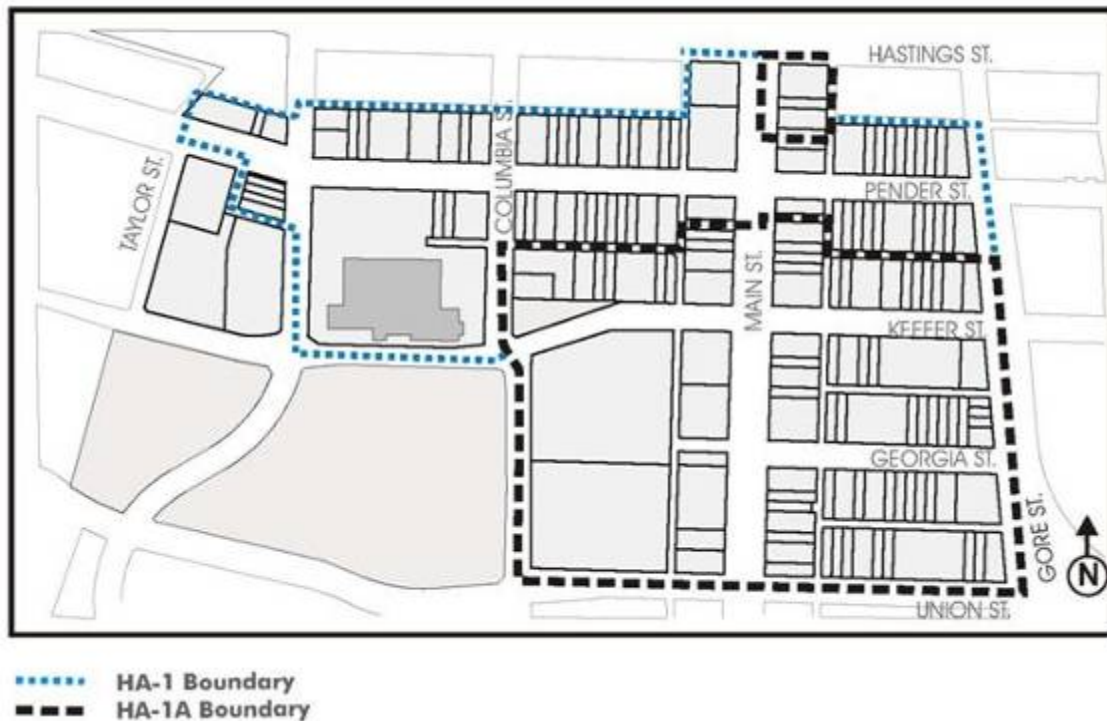 HASTINGS ST.
COLUMBIA ST.
PENDER ST.
TAYLOR ST.
MAIN ST.
KEEFER ST.
GEORGIA ST.
GORE ST.
N
UNION ST.
HA-1 Boundary
HA-1A Boundary